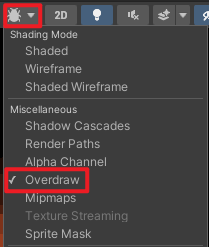 2D
Shading Mode
Shaded
Wireframe
Shaded Wireframe
Miscellaneous
Shadow Cascades
Render Paths
Alpha Channel
✓ Overdraw
Mipmaps
Texture Streaming
Sprite Mask